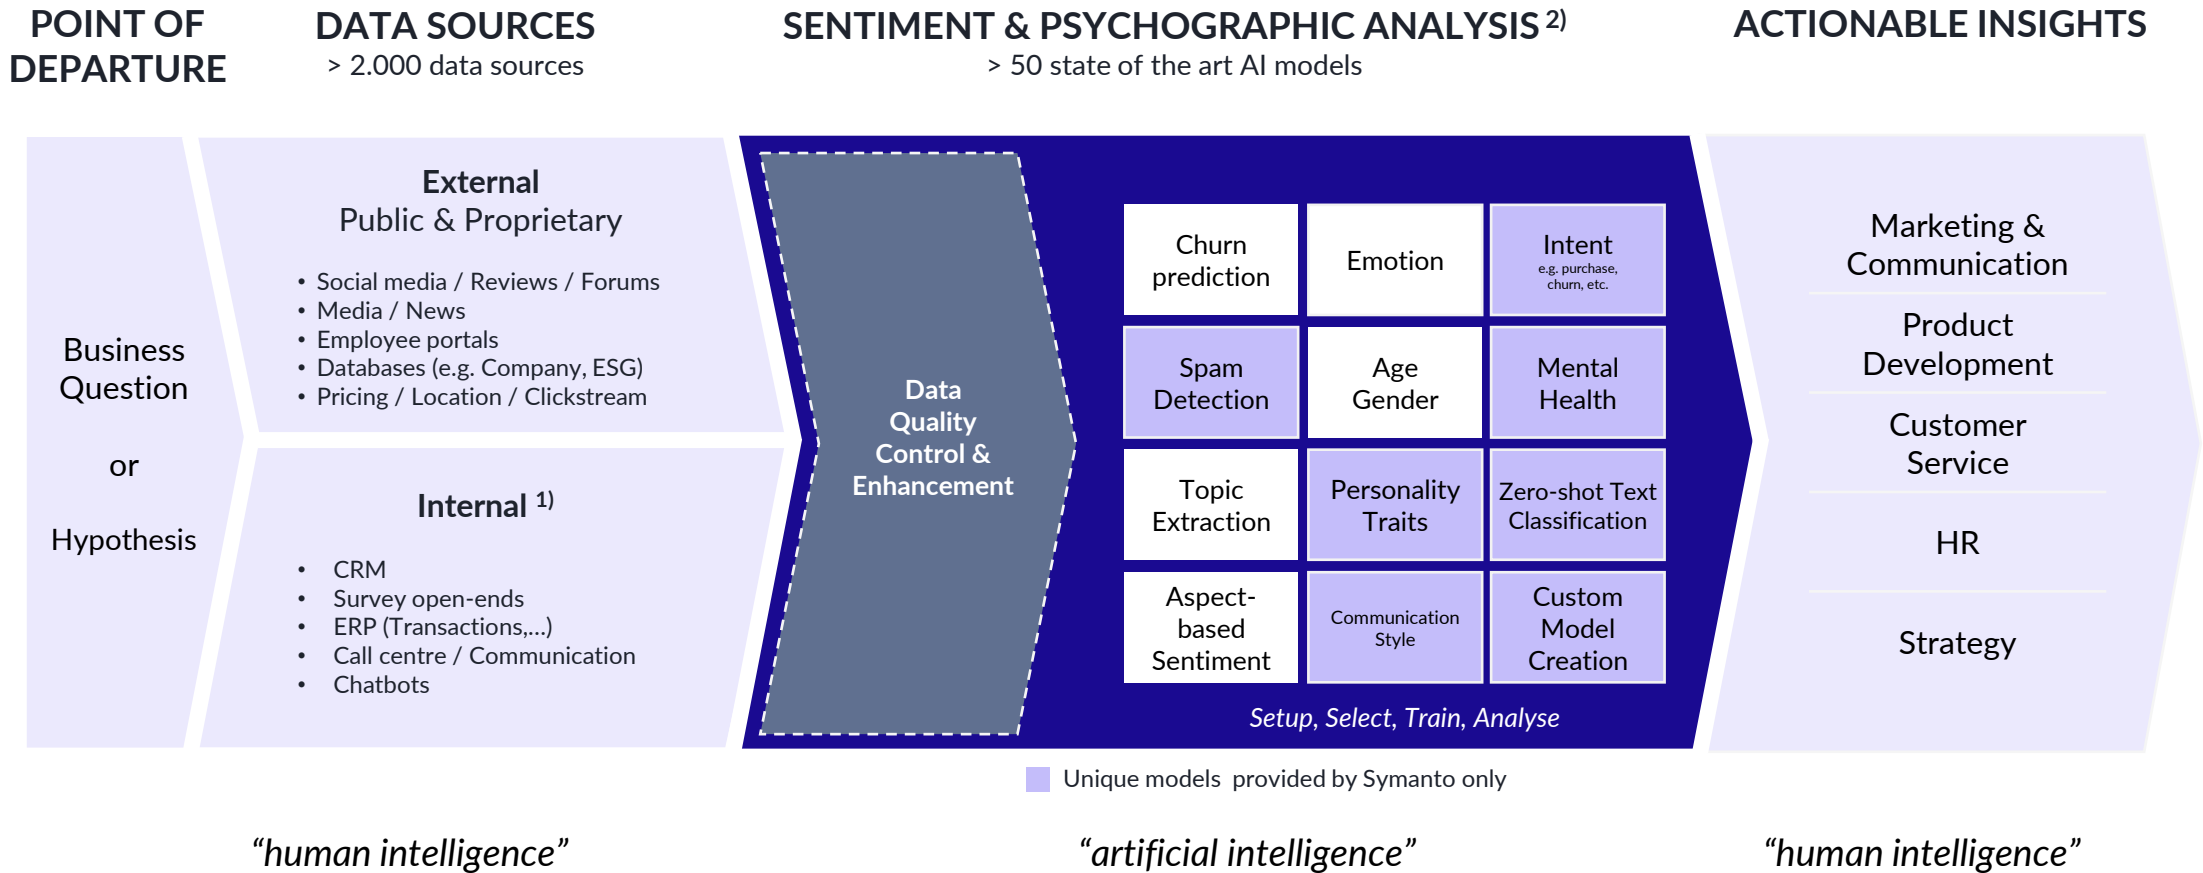 POINT OF
DEPARTURE
DATA SOURCES
> 2.000 data sources
SENTIMENT & PSYCHOGRAPHIC ANALYSIS 2)
> 50 state of the art AI models
ACTIONABLE INSIGHTS
Business
Question
or
Hypothesis
External
Public & Proprietary
• Social media / Reviews / Forums
• Media / News
• Employee portals
• Databases (e.g. Company, ESG)
• Pricing / Location / Clickstream
Internal 1)
• CRM
• Survey open-ends
• ERP (Transactions,...)
• Call centre / Communication
• Chatbots
Data
Quality
Control &
Enhancement
Churn
prediction
Emotion
Intent
e.g. purchase,
churn, etc.
Spam
Detection
Age
Gender
Mental
Health
Topic
Extraction
Personality
Traits
Zero-shot Text
Classification
Aspect-
based
Sentiment
Communication
Style
Custom
Model
Creation
Setup, Select, Train, Analyse
Marketing &
Communication
Product
Development
Customer
Service
HR
Strategy
Unique models  provided by Symanto only
“human intelligence”
“artificial intelligence”
“human intelligence”